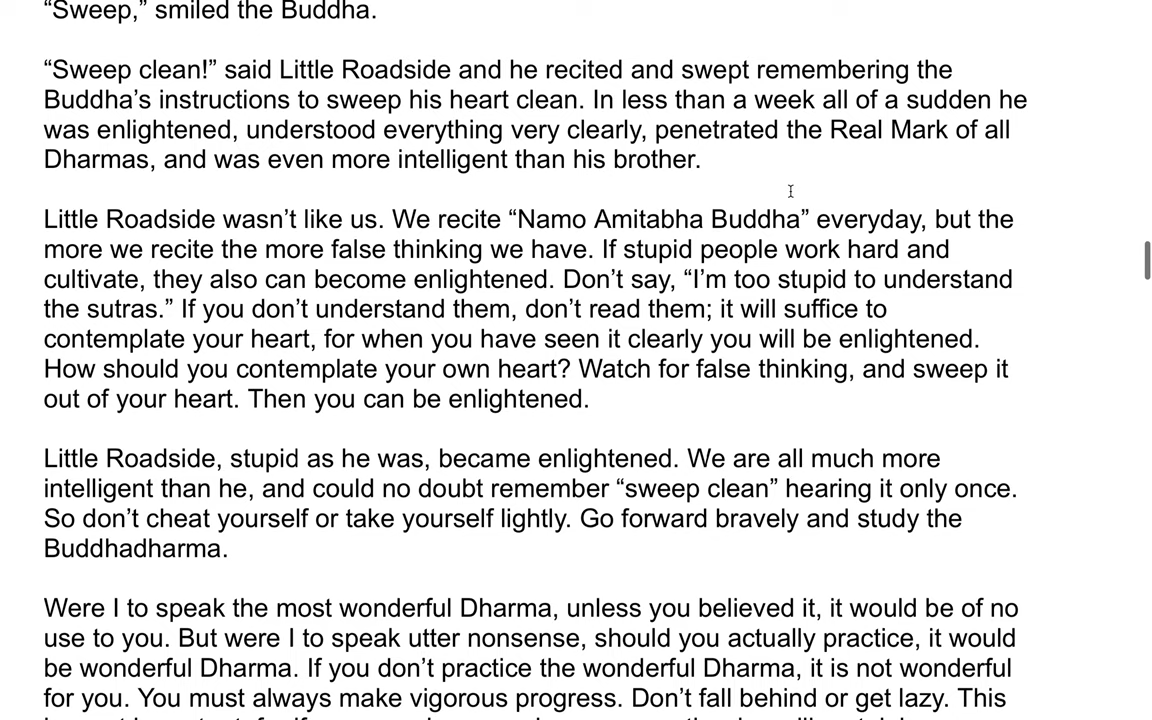 “Sweep,” smiled the Buddha.
“Sweep clean!” said Little Roadside and he recited and swept remembering the
Buddha’s instructions to sweep his heart clean. In less than a week all of a sudden he
was enlightened, understood everything very clearly, penetrated the Real Mark of all
Dharmas, and was even more intelligent than his brother.
Little Roadside wasn’t like us. We recite “Namo Amitabha Buddha” everyday, but the
more we recite the more false thinking we have. If stupid people work hard and
cultivate, they also can become enlightened. Don’t say, “I’m too stupid to understand
the sutras.” If you don’t understand them, don’t read them; it will suffice to
contemplate your heart, for when you have seen it clearly you will be enlightened.
How should you contemplate your own heart? Watch for false thinking, and sweep it
out of your heart. Then you can be enlightened.
Little Roadside, stupid as he was, became enlightened. We are all much more
intelligent than he, and could no doubt remember “sweep clean” hearing it only once.
So don’t cheat yourself or take yourself lightly. Go forward bravely and study the
Buddhadharma.
Were I to speak the most wonderful Dharma, unless you believed it, it would be of no
use to you. But were I to speak utter nonsense, should you actually practice, it would
be wonderful Dharma. If you don’t practice the wonderful Dharma, it is not wonderful
for you. You must always make vigorous progress. Don’t fall behind or get lazy. This